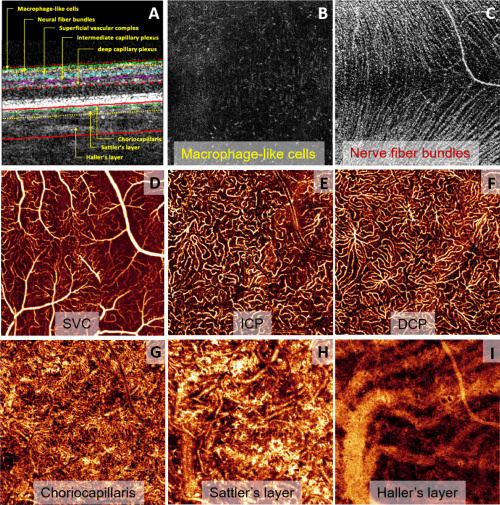 A
Macrophage-like cells
Neural fiber bundles
Superficial vascular complex
intermediate capillary plexus
deep capillary plexus
Choriocapillaris
Sattler's layer
Haller's layer
B
Macrophage-like cells
C
Nerve fiber bundles
D
SVC
E
ICP
F
DCP
G
Choriocapillaris
H
Sattler's layer
I
Haller's layer